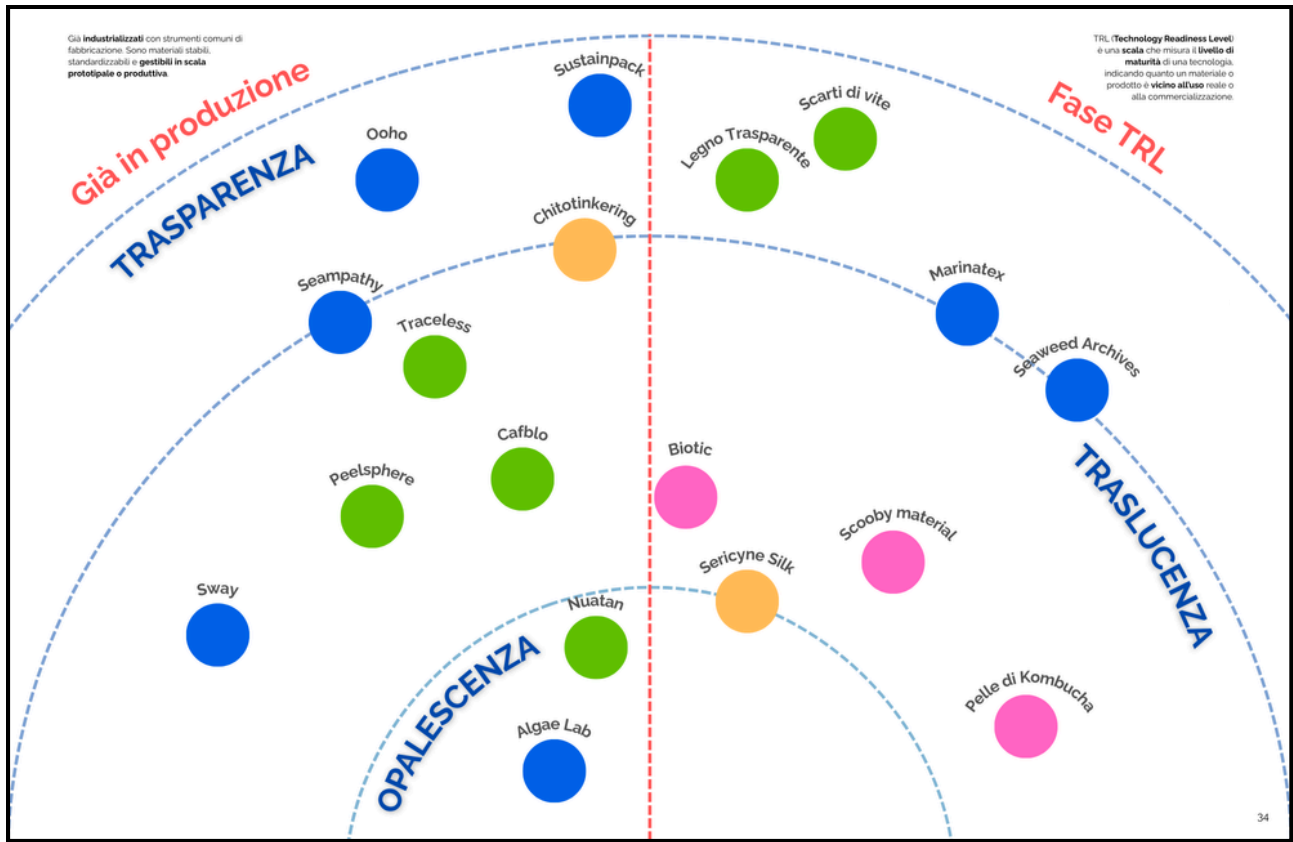 Già industrializzati con strumenti comuni di
fabbricazione. Sono materiali stabili,
standardizzabili e gestibili in scala
prototipale o produttiva.
TRL (Technology Readiness Level)
è una scala che misura il livello di
maturità di una tecnologia,
indicando quanto un materiale o
prodotto è vicino all'uso reale o
alla commercializzazione.
Già in produzione
Fase TRL
TRASPARENZA
Sustainpack
Ooho
Scarti di vite
Legno Trasparente
Chitotinkering
Seampathy
Marinatex
Traceless
Seaweed Archives
Cafblo
Biotic
Peelsphere
TRASLUCENZA
Scooby material
Sericyne Silk
Sway
Nuatan
OPALESCENZA
Pelle di Kombucha
Algae Lab
34